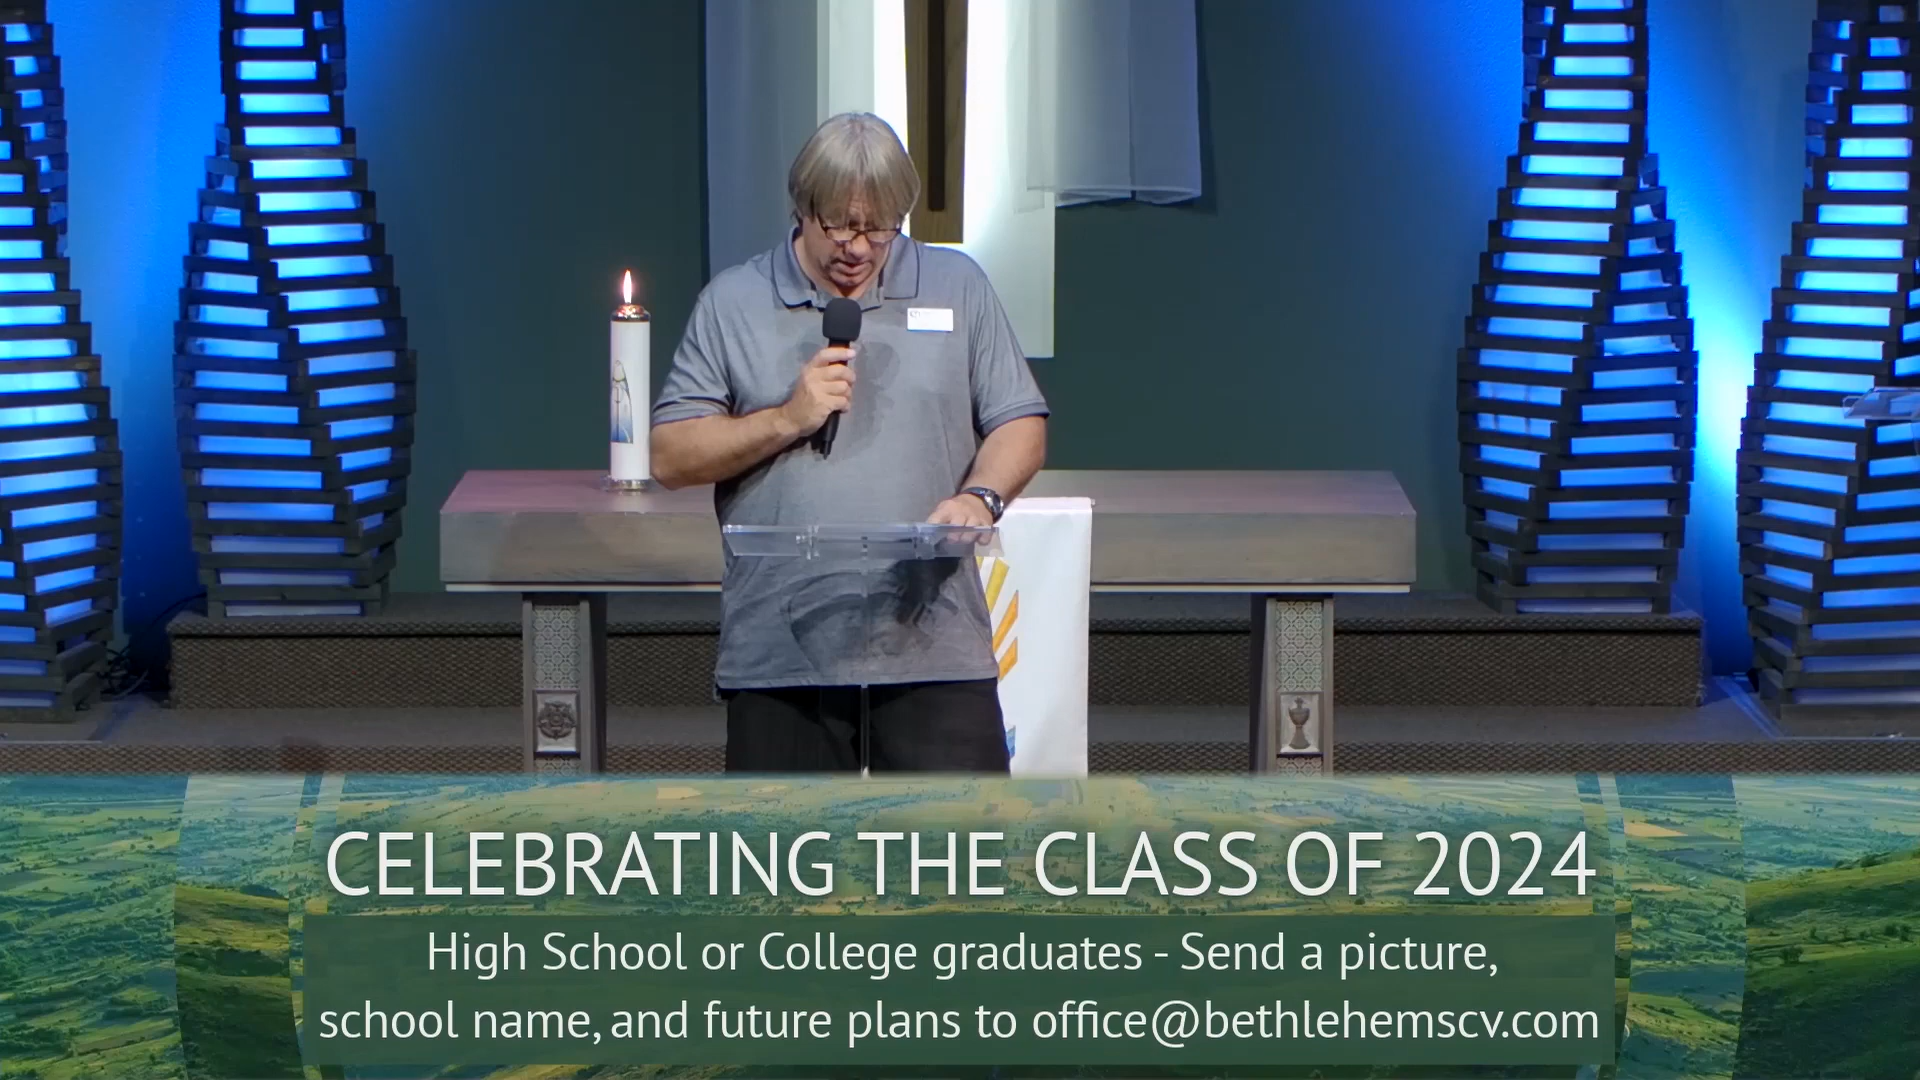 CELEBRATING THE CLASS OF 2024
High School or College graduates - Send a picture,
school name, and future plans to office@bethlehemscv.com